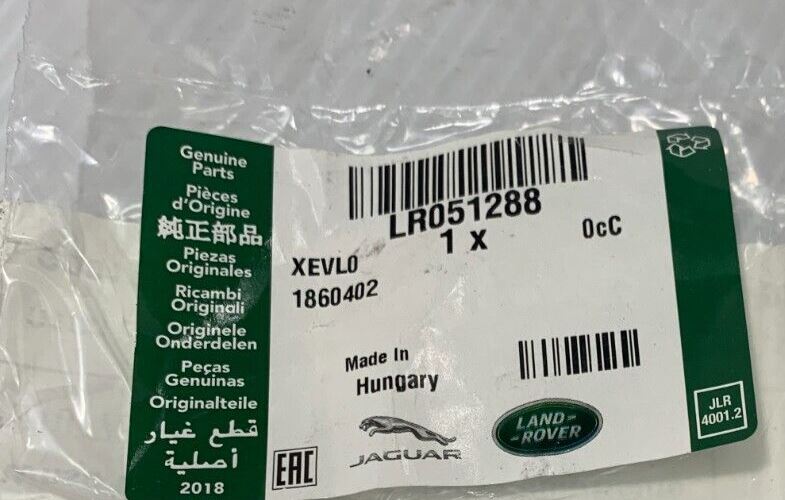 Genuine
Parts
Pièces
d'Origine
純正部品
Piezas
Originales
Ricambi
Originali
Originele
Onderdelen
Peças
Genuinas
Originalteile
قطع غيار
أصلية
2018
LR051288
1 x
0cC
XEVL0
1860402
Made In
Hungary
EAC
JAGUAR
LAND-
-ROVER
JLR
4001.2